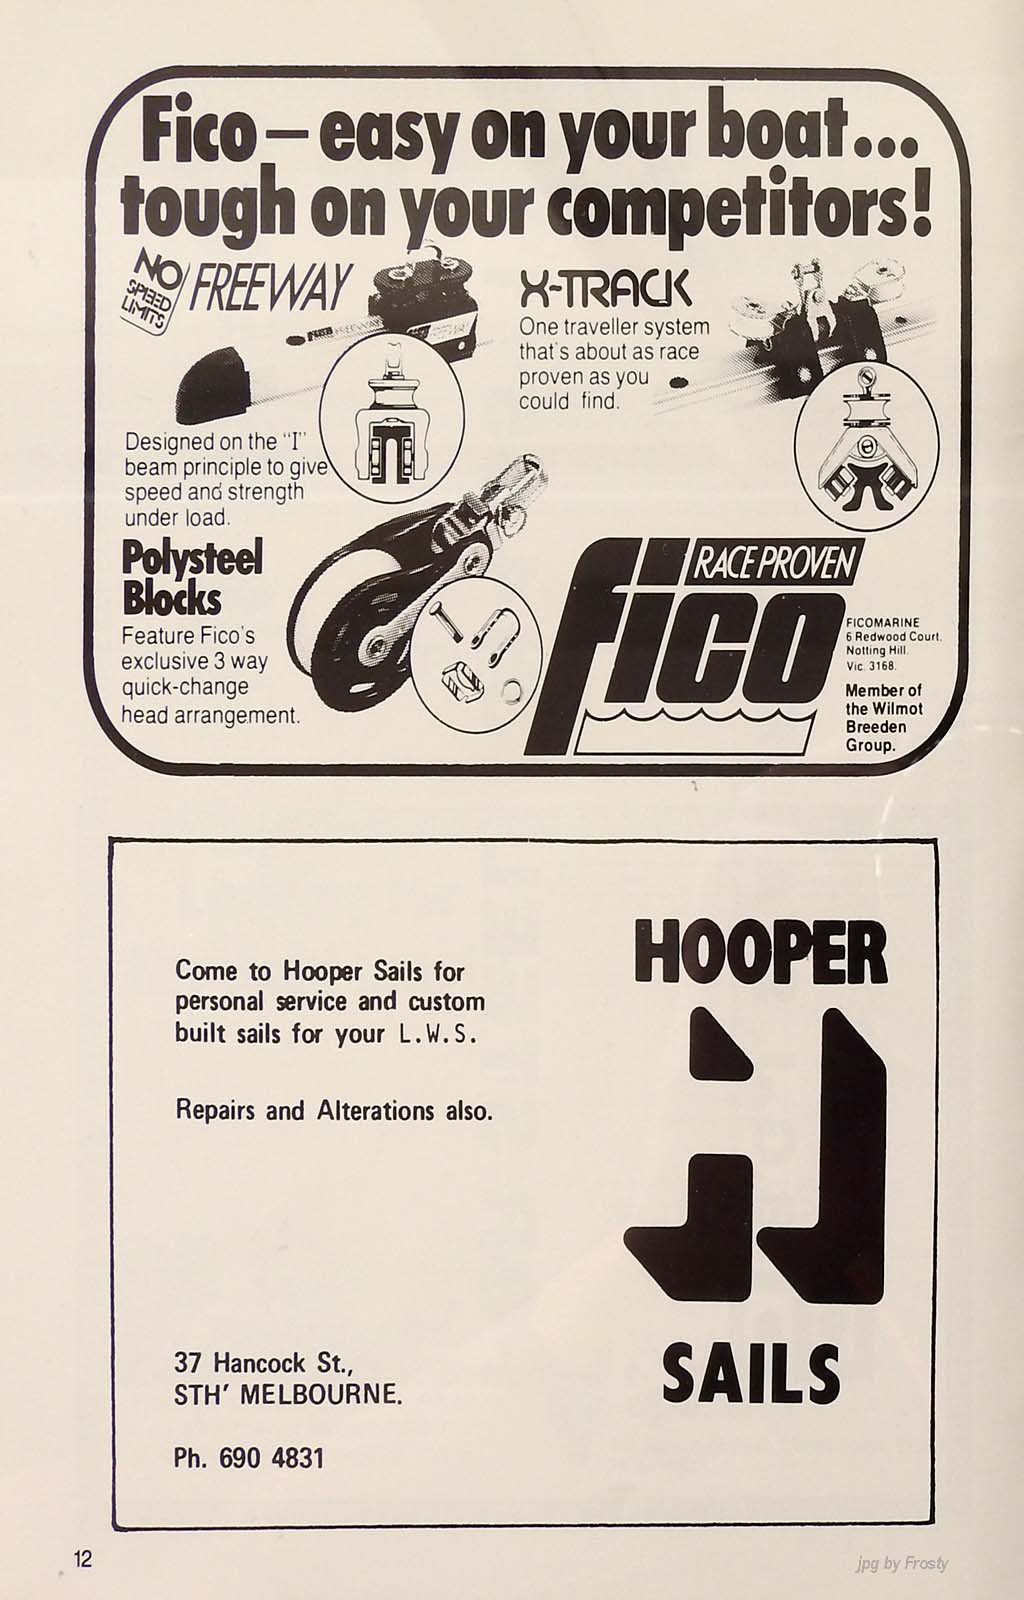 Fico – easy on your boat...
tough on your competitors!
NO
SPEED
LIMITS
FREEWAY
Designed on the "I"
beam principle to give
speed and strength
under load.
X-TRACK
One traveller system
that's about as race
proven as you
could find.
Polysteel
Blocks
Feature Fico's
exclusive 3 way
quick-change
head arrangement.
RACE PROVEN
fico
FICOMARINE
6 Redwood Court.
Notting Hill.
Vic. 3168.
Member of
the Wilmot
Breeden
Group.
Come to Hooper Sails for
personal service and custom
built sails for your L.W.S.
Repairs and Alterations also.
37 Hancock St.,
STH' MELBOURNE.
Ph. 690 4831
HOOPER
SAILS
12
jpg by Frosty